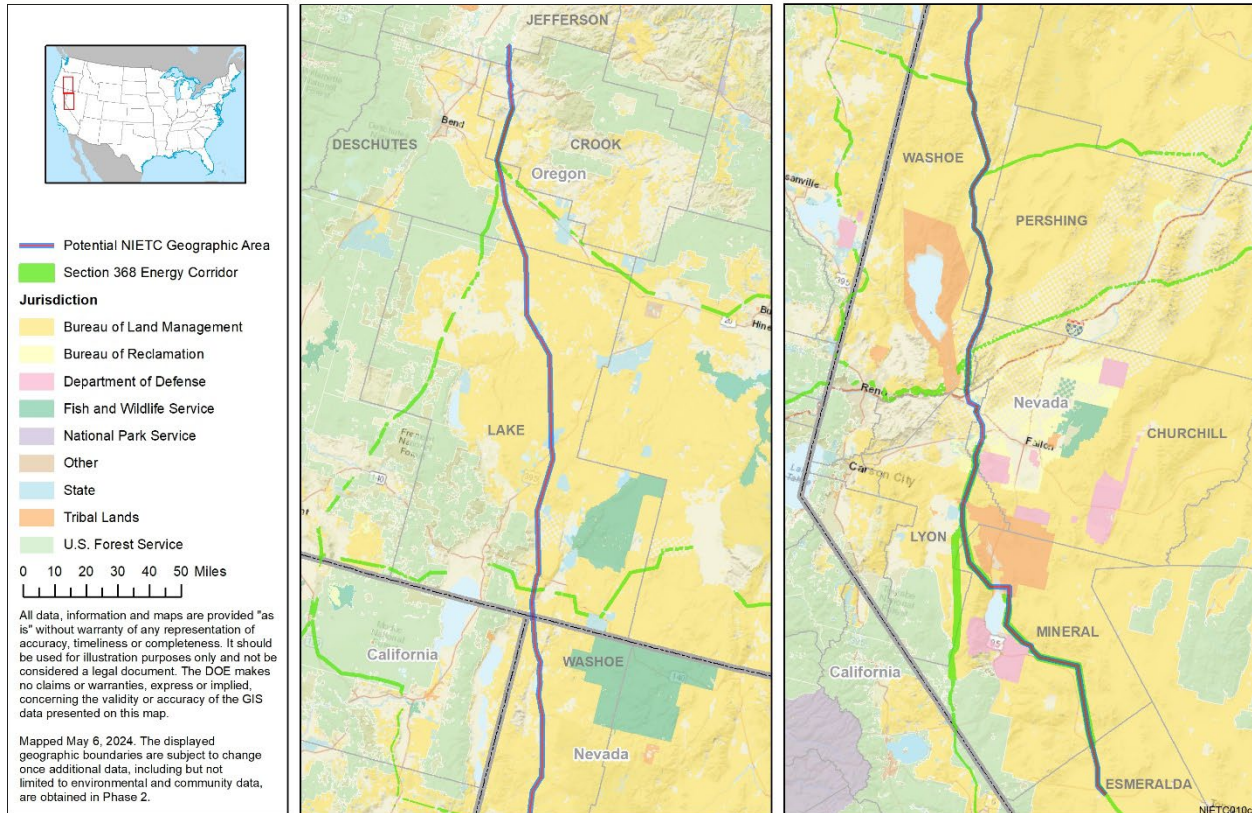 Potential NIETC Geographic Area
Section 368 Energy Corridor
Jurisdiction
Bureau of Land Management
Bureau of Reclamation
Department of Defense
Fish and Wildlife Service
National Park Service
Other
State
Tribal Lands
U.S. Forest Service
0 10 20 30 40 50 Miles
All data, information and maps are provided "as
is" without warranty of any representation of
accuracy, timeliness or completeness. It should
be used for illustration purposes only and not be
considered a legal document. The DOE makes
no claims or warranties, express or implied,
concerning the validity or accuracy of the GIS
data presented on this map.
Mapped May 6, 2024. The displayed
geographic boundaries are subject to change
once additional data, including but not
limited to environmental and community data,
are obtained in Phase 2.
JEFFERSON
Bend
DESCHUTES
CROOK
Oregon
20
LAKE
California
WASHOE
Nevada
WASHOE
sanville
PERSHING
395
80
Reno
Nevada
Fallon
CHURCHILL
Carson City
LYON
MINERAL
95
California
ESMERALDA